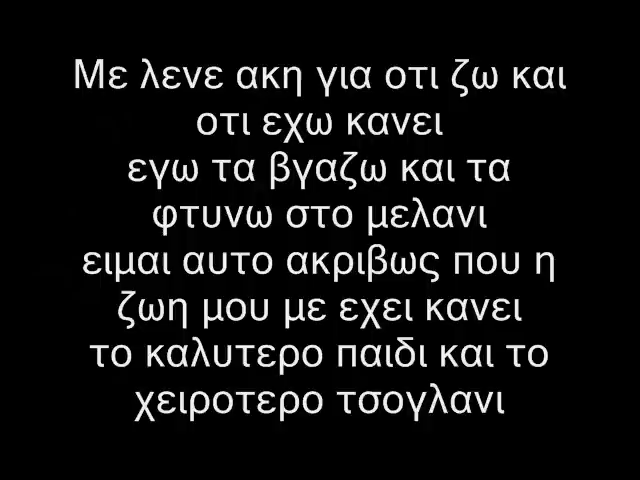 Με λενε ακη για οτι ζω και
οτι εχω κανει
εγω τα βγαζω και τα
φτυνω στο μελανι
ειμαι αυτο ακριβως που η
ζωη μου με εχει κανει
το καλυτερο παιδι και το
χειροτερο τσογλανι